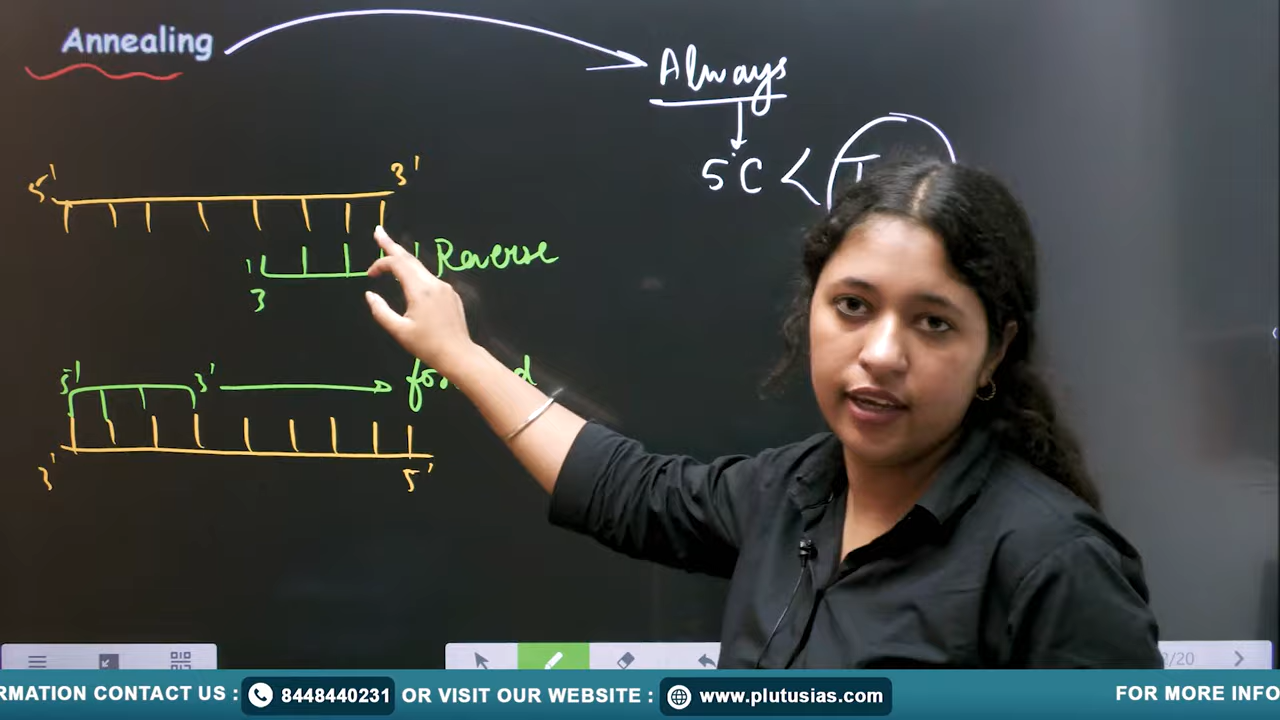 Annealing
Always
5°C <
5' 3'
Reverse
3'
5' 3'
3' 5'
/20
RMATION CONTACT US : 8448440231 OR VISIT OUR WEBSITE : www.plutusias.com FOR MORE INFO